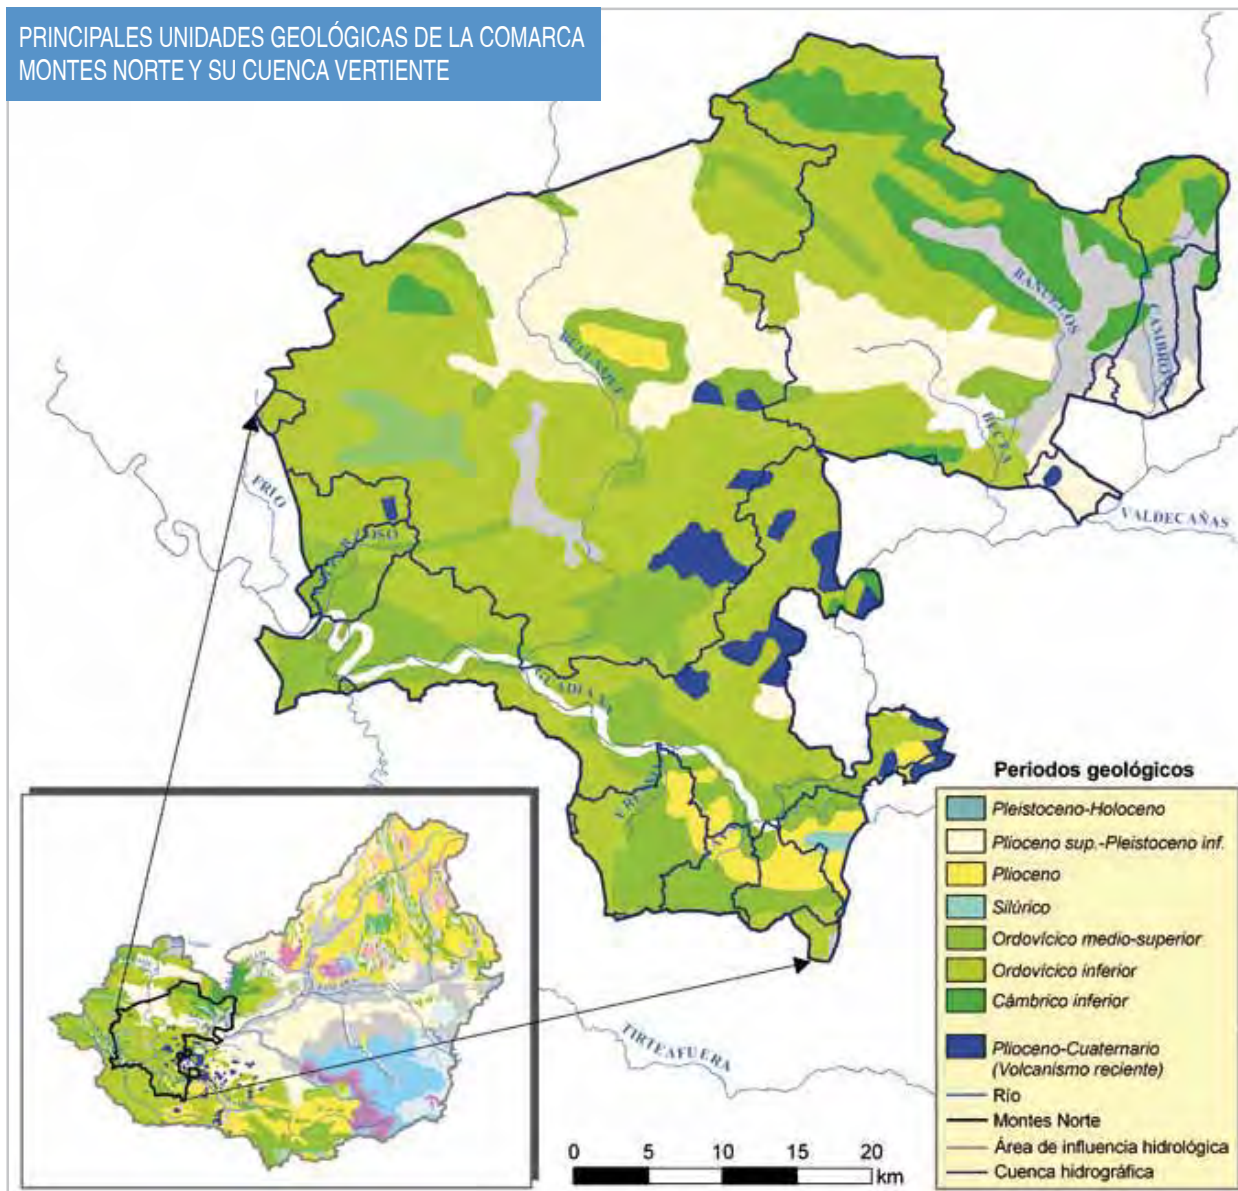 PRINCIPALES UNIDADES GEOLÓGICAS DE LA COMARCA
MONTES NORTE Y SU CUENCA VERTIENTE
BAÑUELOS
CAMBRÓN
BULLAQUE
BECEA
FRÍO
VALDECAÑAS
GUADIANA
TIRTEAFUERA
Periodos geológicos
Pleistoceno-Holoceno
Plioceno sup.-Pleistoceno inf.
Plioceno
Silúrico
Ordovícico medio-superior
Ordovícico inferior
Cámbrico inferior
Plioceno-Cuaternario
(Volcanismo reciente)
Río
Montes Norte
Área de influencia hidrológica
Cuenca hidrográfica
0 5 10 15 20
km